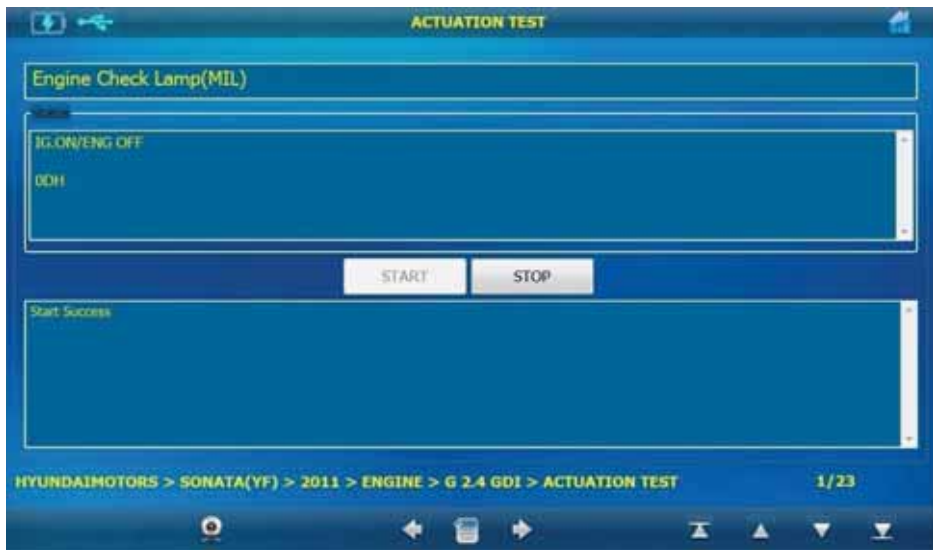 ACTUATION TEST
Engine Check Lamp(MIL)
Status
IG.ON/ENG OFF
0DH
START STOP
Start Success
HYUNDAIMOTORS > SONATA(YF) > 2011 > ENGINE > G 2.4 GDI > ACTUATION TEST 1/23